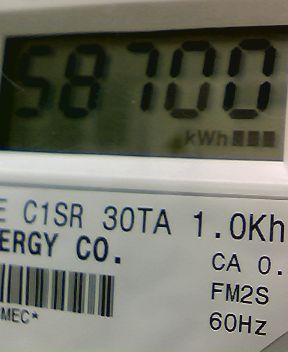 58700
kWh
E C1SR 30TA 1.0Kh
ERGY CO.
CA 0.
FM2S
MEC*
60Hz